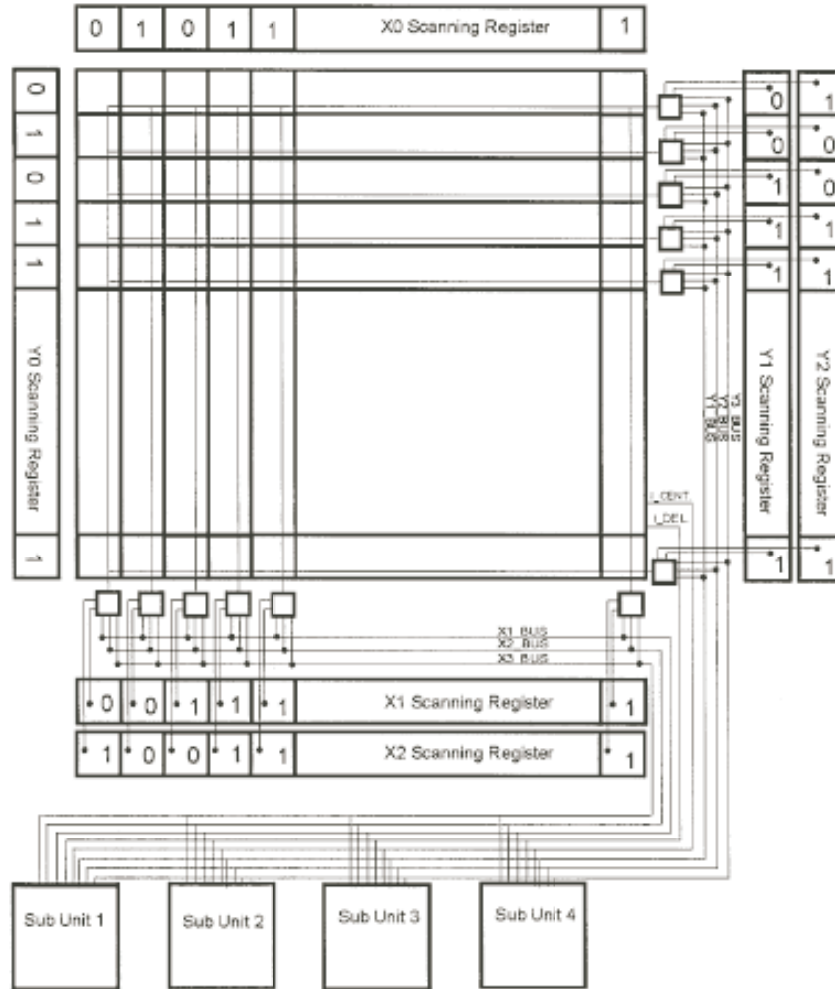 0 1 0 1 1 X0 Scanning Register 1
0 1 0 1 1 Y0 Scanning Register 1
0 0 1 1 1 Y1 Scanning Register 1
1 0 0 1 1 Y2 Scanning Register 1
Y1_BUS
Y2_BUS
Y3_BUS
I_CENT
I_DEL
X1_BUS
X2_BUS
X3_BUS
0 0 1 1 1 X1 Scanning Register 1
1 0 0 1 1 X2 Scanning Register 1
Sub Unit 1
Sub Unit 2
Sub Unit 3
Sub Unit 4